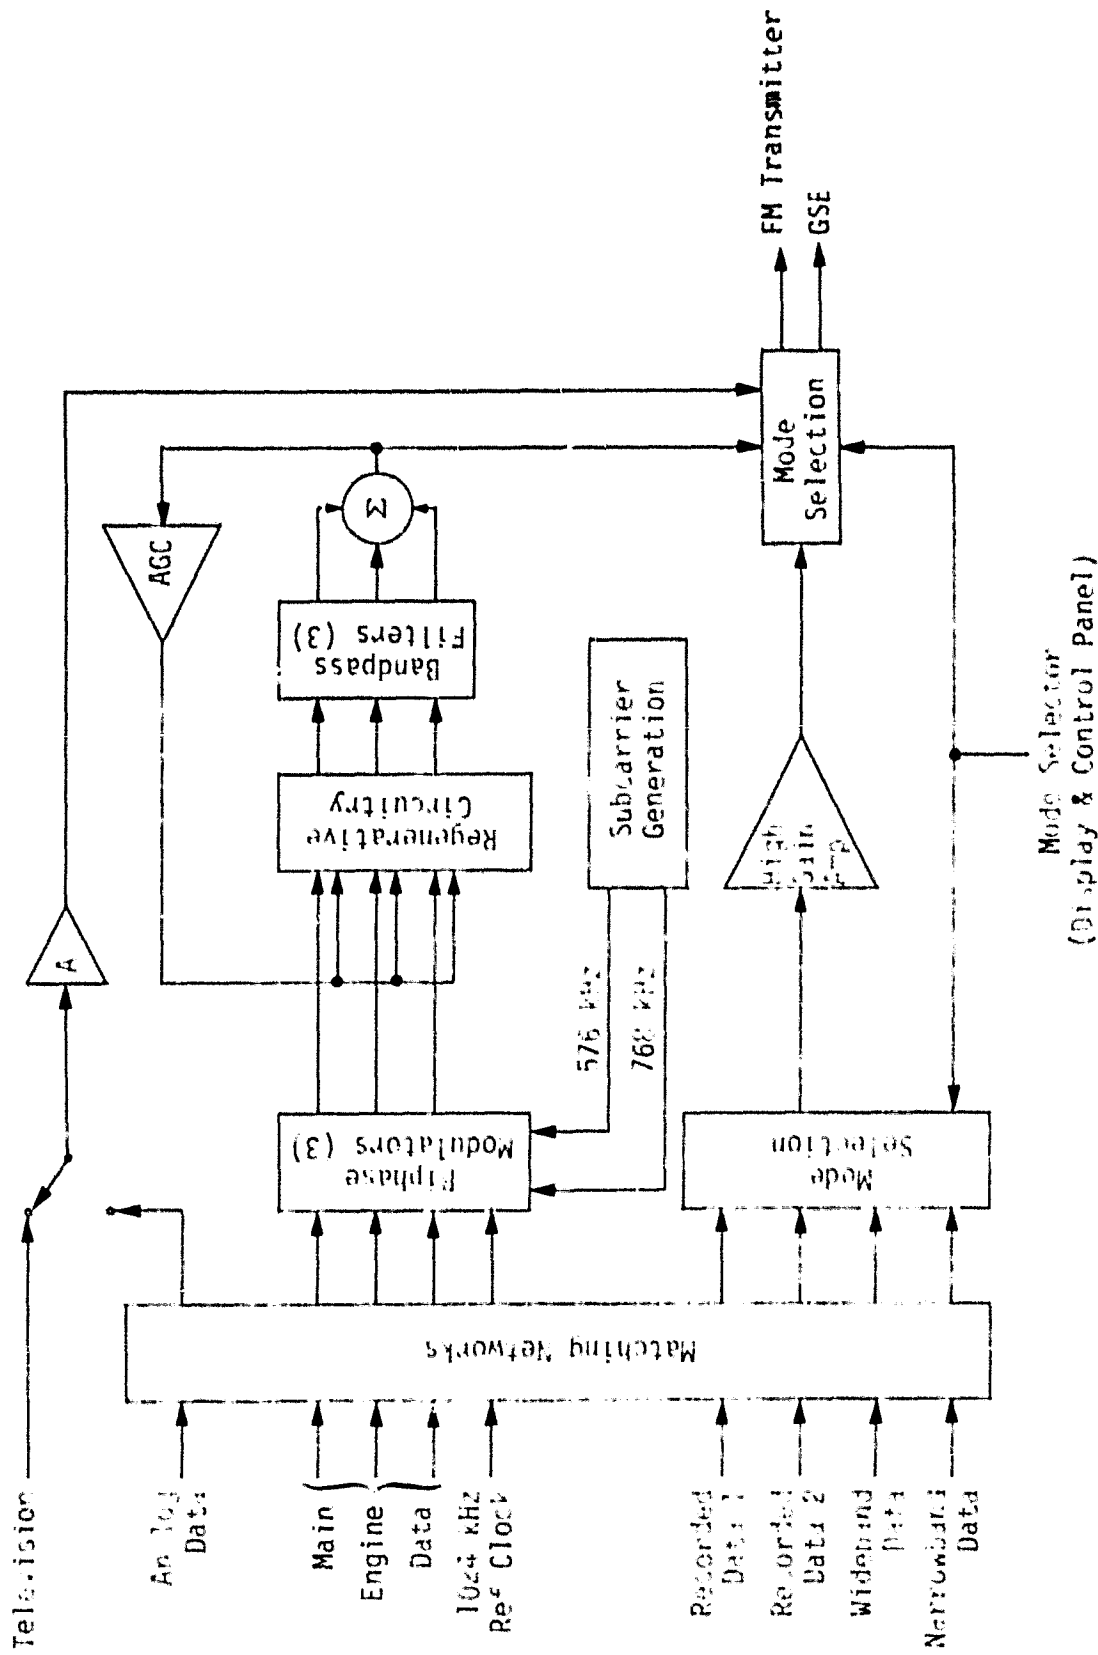 Television
Analog
Data
Main
Engine
Data
1024 kHz
Ref Clock
Recorded
Data 1
Recorded
Data 2
Wideband
Data
Narrowband
Data
Matching Networks
Biphase
Modulators (3)
Mode
Selection
576 kHz
768 kHz
A
Regenerative
Circuitry
Subcarrier
Generation
High
Gain
Bandpass
Filters (3)
AGC
Σ
Mode
Selection
Mode Selector
(Display & Control Panel)
FM Transmitter
GSE